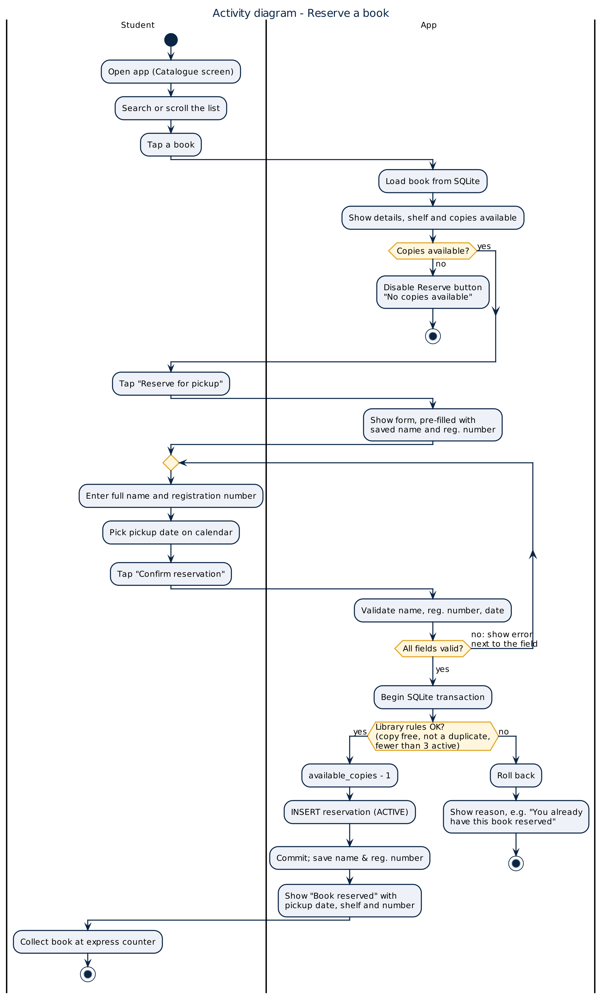 Activity diagram - Reserve a book
Student
App
Open app (Catalogue screen)
Search or scroll the list
Tap a book
Load book from SQLite
Show details, shelf and copies available
Copies available?
yes
no
Disable Reserve button
"No copies available"
Tap "Reserve for pickup"
Show form, pre-filled with
saved name and reg. number
Enter full name and registration number
Pick pickup date on calendar
Tap "Confirm reservation"
Validate name, reg. number, date
no: show error
next to the field
All fields valid?
yes
Begin SQLite transaction
Library rules OK?
(copy free, not a duplicate,
fewer than 3 active)
yes
no
available_copies - 1
Roll back
INSERT reservation (ACTIVE)
Show reason, e.g. "You already
have this book reserved"
Commit; save name & reg. number
Show "Book reserved" with
pickup date, shelf and number
Collect book at express counter